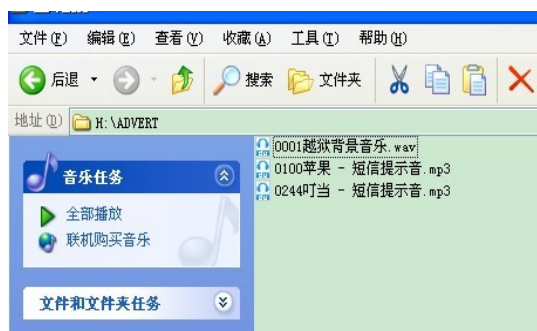 文件(F) 编辑(E) 查看(V) 收藏(A) 工具(T) 帮助(H)
后退 搜索 文件夹
地址(D) H:\ADVERT
0001越狱背景音乐.wav
0100苹果 - 短信提示音.mp3
0244叮当 - 短信提示音.mp3
音乐任务
全部播放
联机购买音乐
文件和文件夹任务